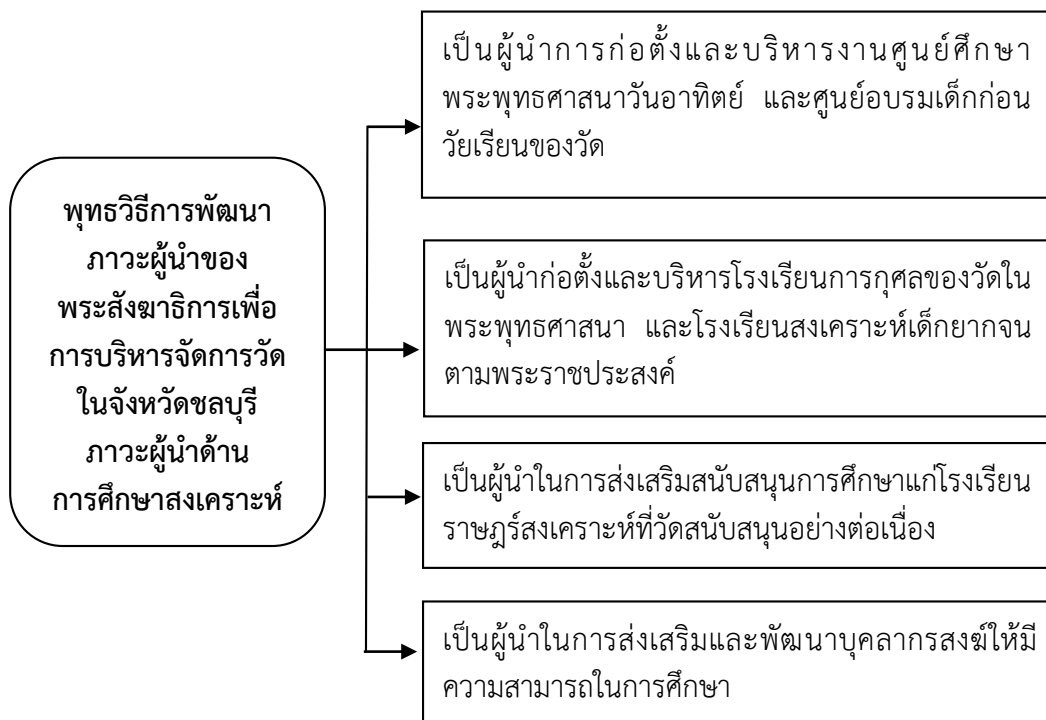 เป็นผู้นำการก่อตั้งและบริหารงานศูนย์ศึกษา
พระพุทธศาสนาวันอาทิตย์ และศูนย์อบรมเด็กก่อน
วัยเรียนของวัด
พุทธวิธีการพัฒนา
ภาวะผู้นำของ
พระสังฆาธิการเพื่อ
การบริหารจัดการวัด
ในจังหวัดชลบุรี
ภาวะผู้นำด้าน
การศึกษาสงเคราะห์
เป็นผู้นำก่อตั้งและบริหารโรงเรียนการกุศลของวัดใน
พระพุทธศาสนา และโรงเรียนสงเคราะห์เด็กยากจน
ตามพระราชประสงค์
เป็นผู้นำในการส่งเสริมสนับสนุนการศึกษาแก่โรงเรียน
ราษฎร์สงเคราะห์ที่วัดสนับสนุนอย่างต่อเนื่อง
เป็นผู้นำในการส่งเสริมและพัฒนาบุคลากรสงฆ์ให้มี
ความสามารถในการศึกษา